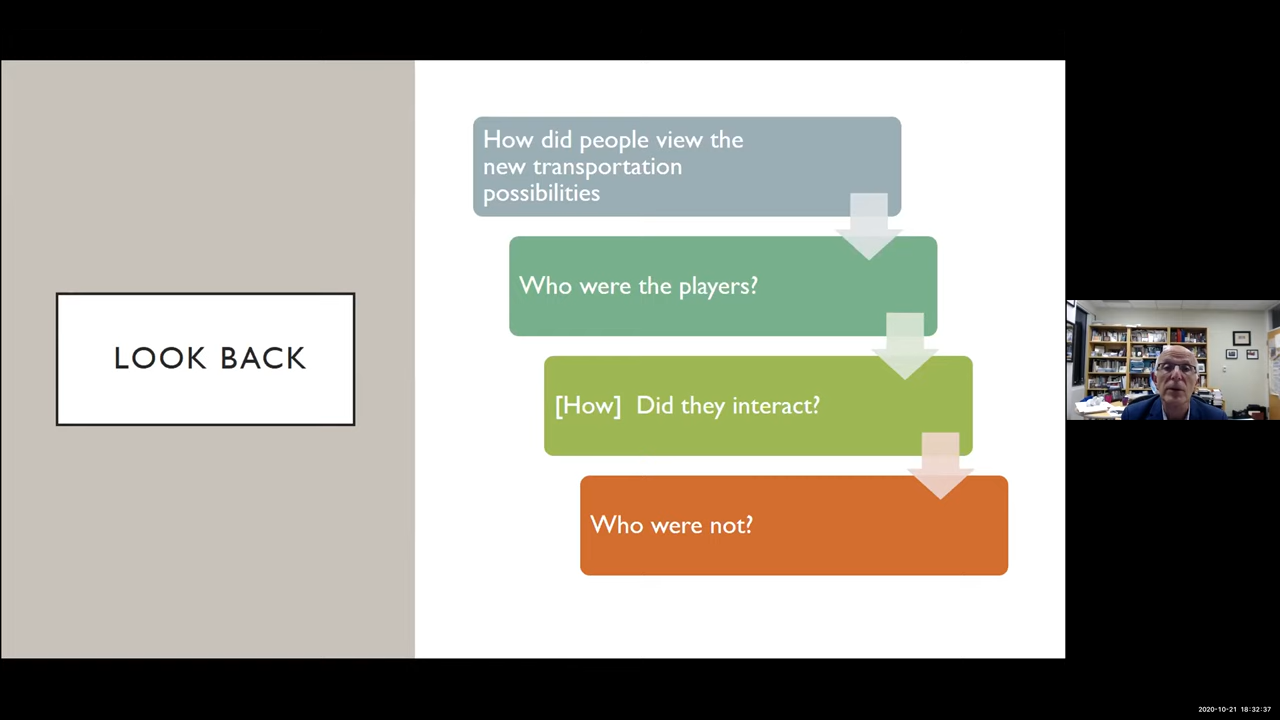 LOOK BACK
How did people view the
new transportation
possibilities
Who were the players?
[How]  Did they interact?
Who were not?
2020-10-21 18:32:37